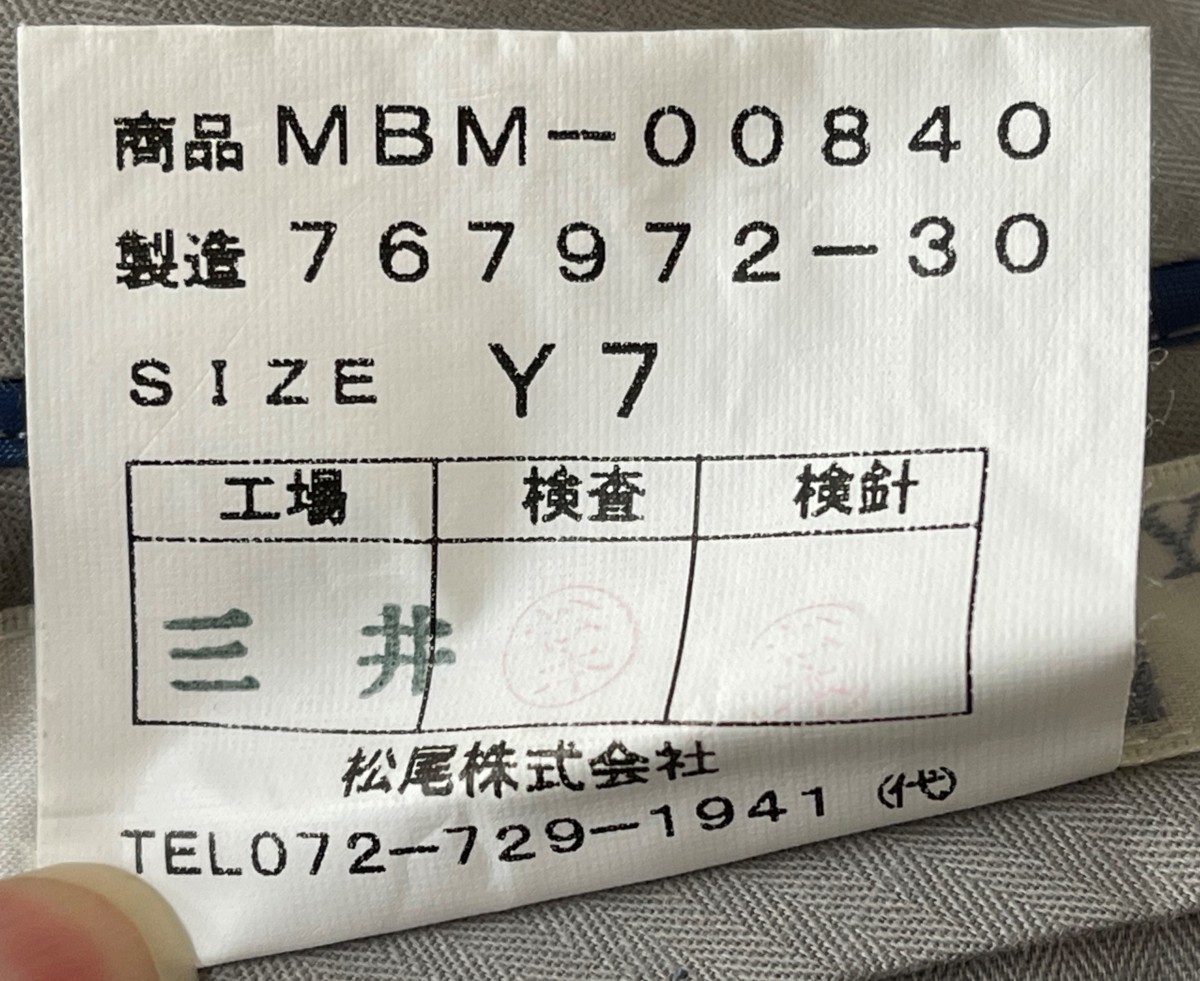 商品 MBM-00840
製造 767972-30
SIZE Y7
工場 検査 検針
三井
松尾株式会社
TEL072-729-1941 (代)